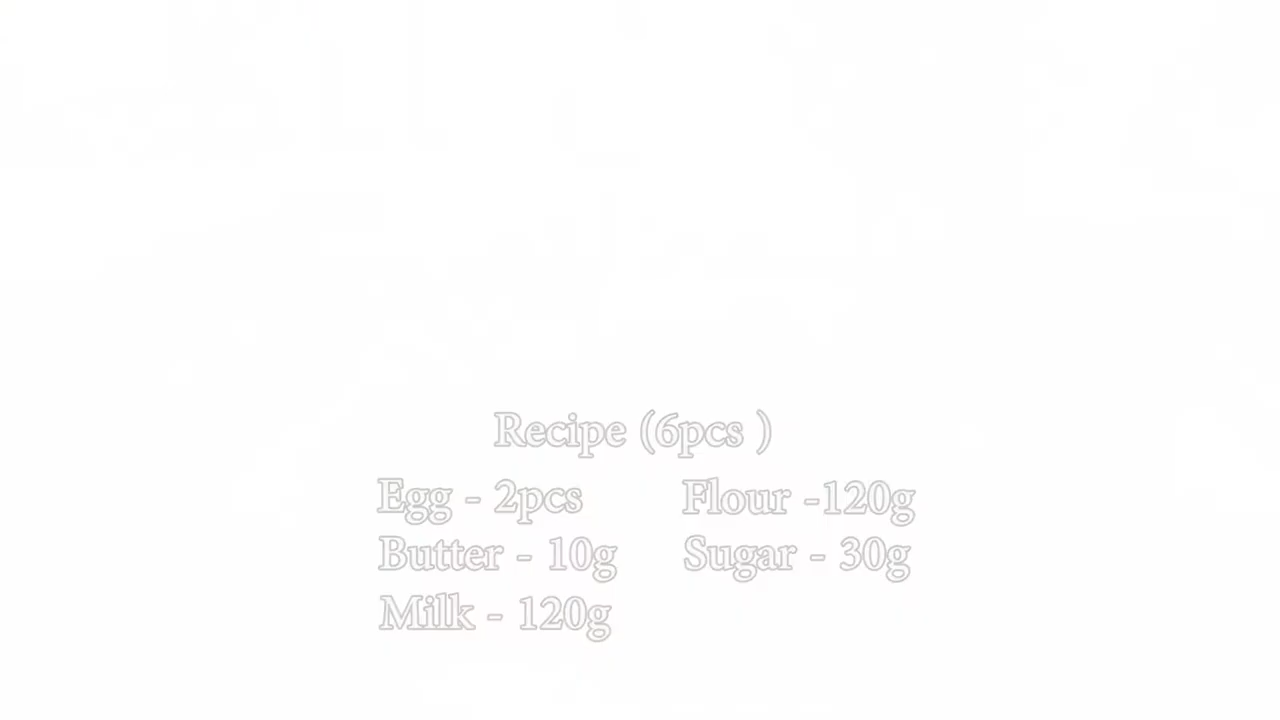 Recipe (6pcs )
Egg - 2pcs
Flour -120g
Butter - 10g
Sugar - 30g
Milk - 120g